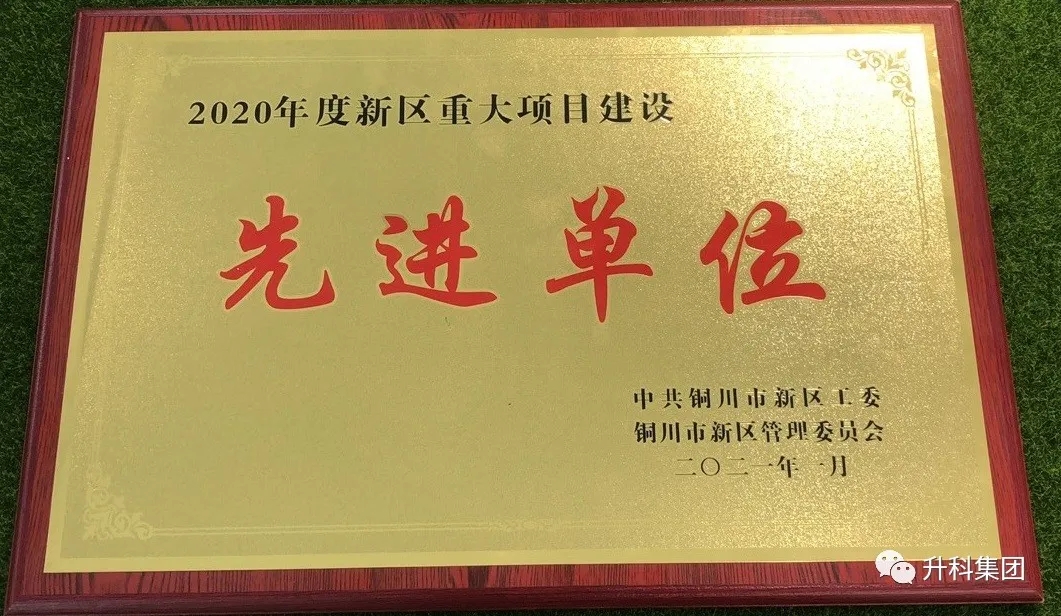 2020年度新区重大项目建设
先进单位
中共铜川市新区工委
铜川市新区管理委员会
二〇二一年一月
升科集团